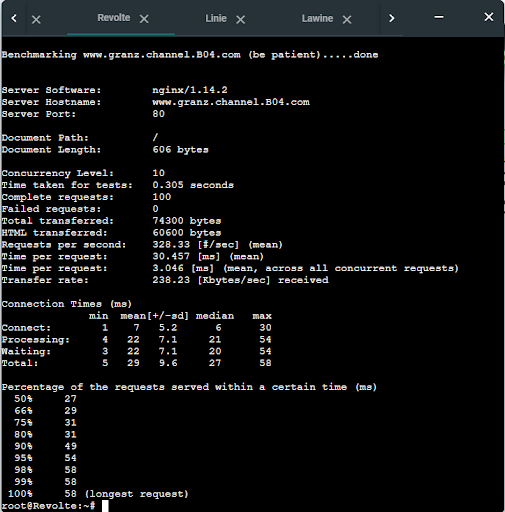 Revolte Linie Lawine
Benchmarking www.granz.channel.B04.com (be patient).....done
Server Software: nginx/1.14.2
Server Hostname: www.granz.channel.B04.com
Server Port: 80
Document Path: /
Document Length: 606 bytes
Concurrency Level: 10
Time taken for tests: 0.305 seconds
Complete requests: 100
Failed requests: 0
Total transferred: 74300 bytes
HTML transferred: 60600 bytes
Requests per second: 328.33 [#/sec] (mean)
Time per request: 30.457 [ms] (mean)
Time per request: 3.046 [ms] (mean, across all concurrent requests)
Transfer rate: 238.23 [Kbytes/sec] received
Connection Times (ms)
min mean[+/-sd] median max
Connect: 1 7 5.2 6 30
Processing: 4 22 7.1 21 54
Waiting: 3 22 7.1 20 54
Total: 5 29 9.6 27 58
Percentage of the requests served within a certain time (ms)
50% 27
66% 29
75% 31
80% 31
90% 49
95% 54
98% 58
99% 58
100% 58 (longest request)
root@Revolte:~#